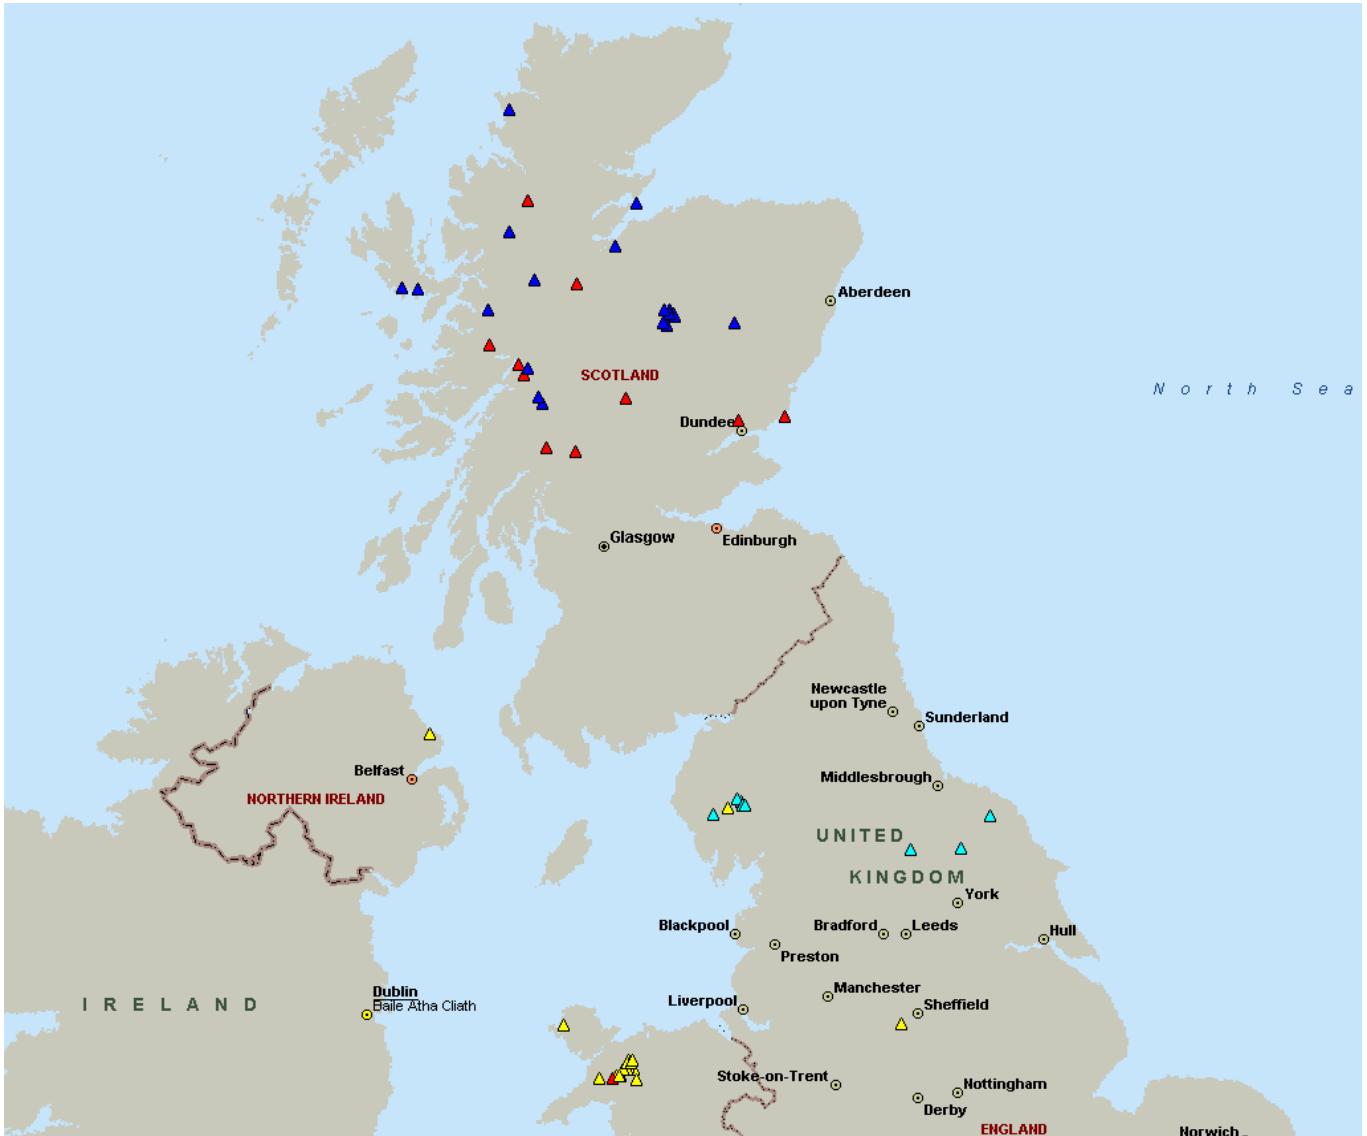 Aberdeen
North Sea
SCOTLAND
Dundee
Glasgow
Edinburgh
Newcastle
upon Tyne
Sunderland
Belfast
Middlesbrough
NORTHERN IRELAND
UNITED
KINGDOM
York
Blackpool
Bradford
Leeds
Hull
Preston
Dublin
Baile Atha Cliath
IRELAND
Manchester
Liverpool
Sheffield
Stoke-on-Trent
Nottingham
Derby
ENGLAND
Norwich